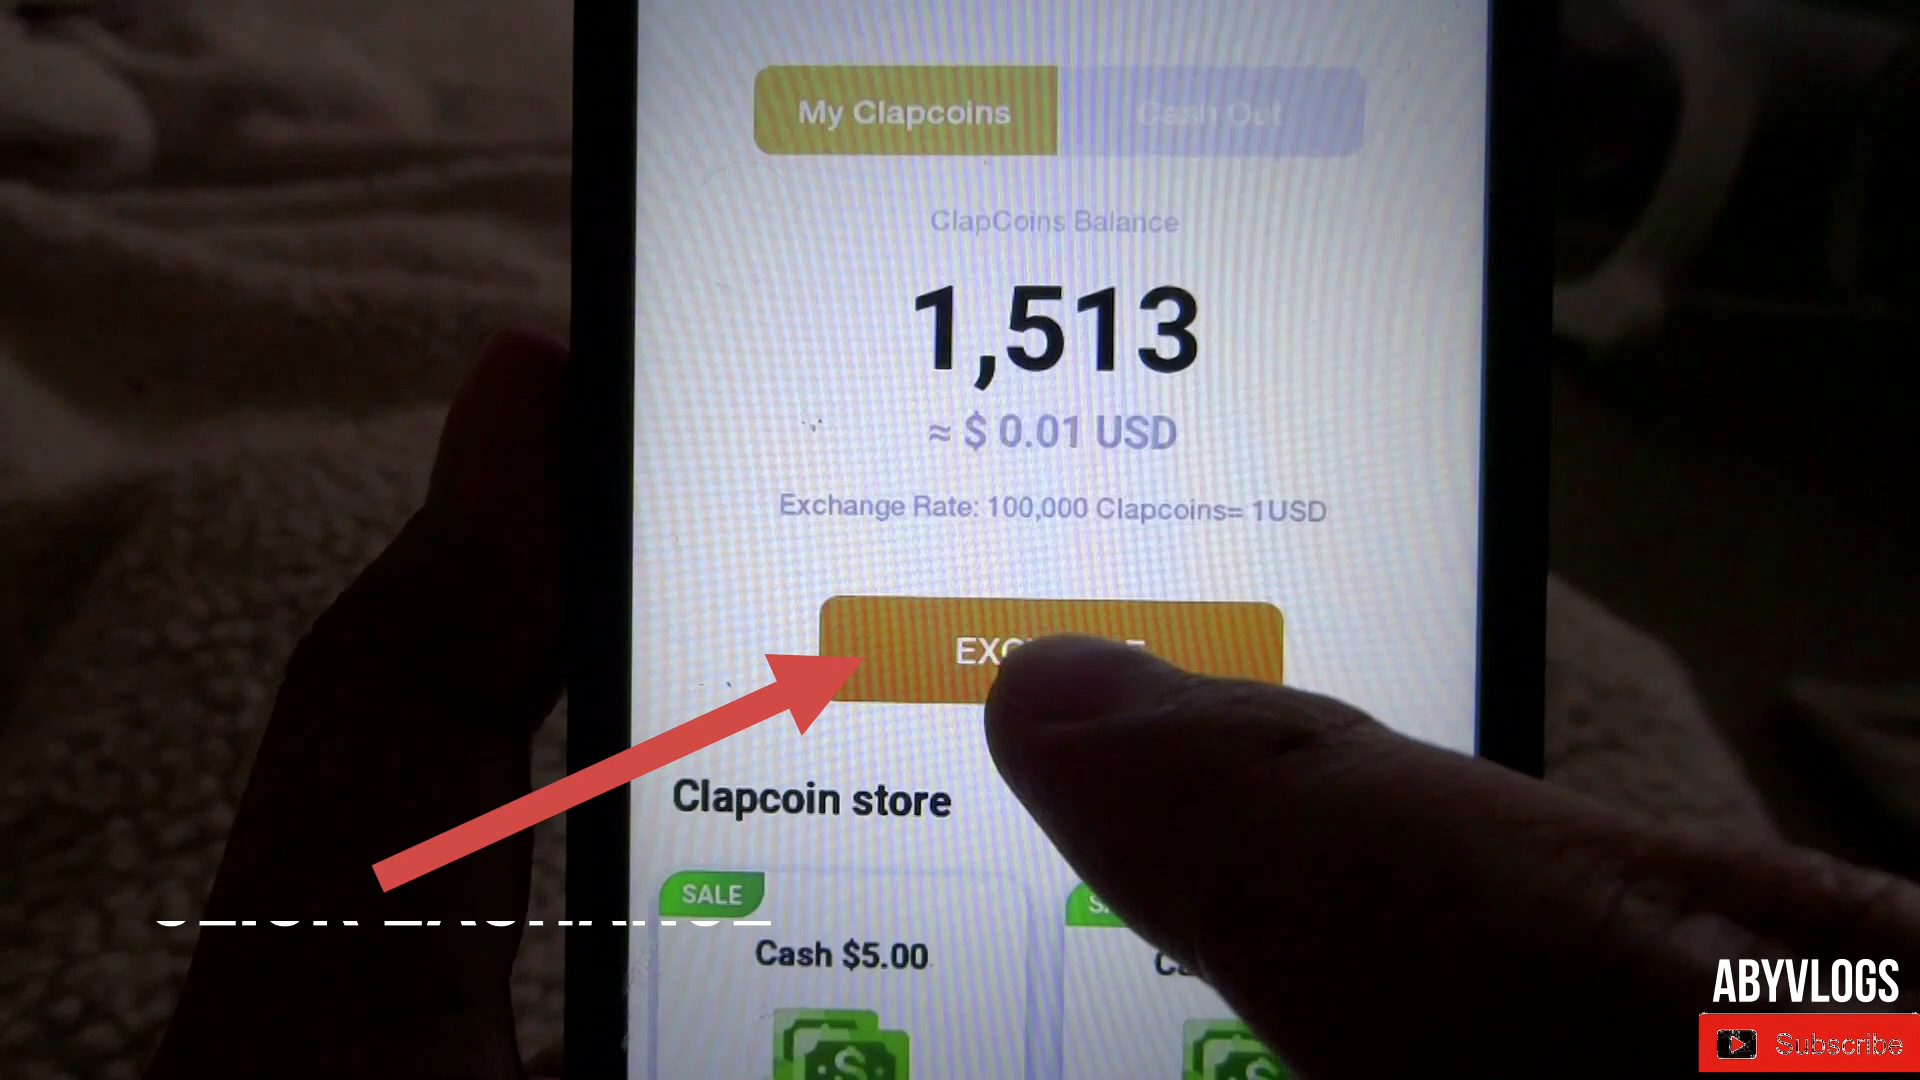 My Clapcoins
Cash Out
ClapCoins Balance
1,513
≈ $ 0.01 USD
Exchange Rate: 100,000 Clapcoins= 1USD
Clapcoin store
SALE
Cash $5.00
ABYVLOGS
Subscribe